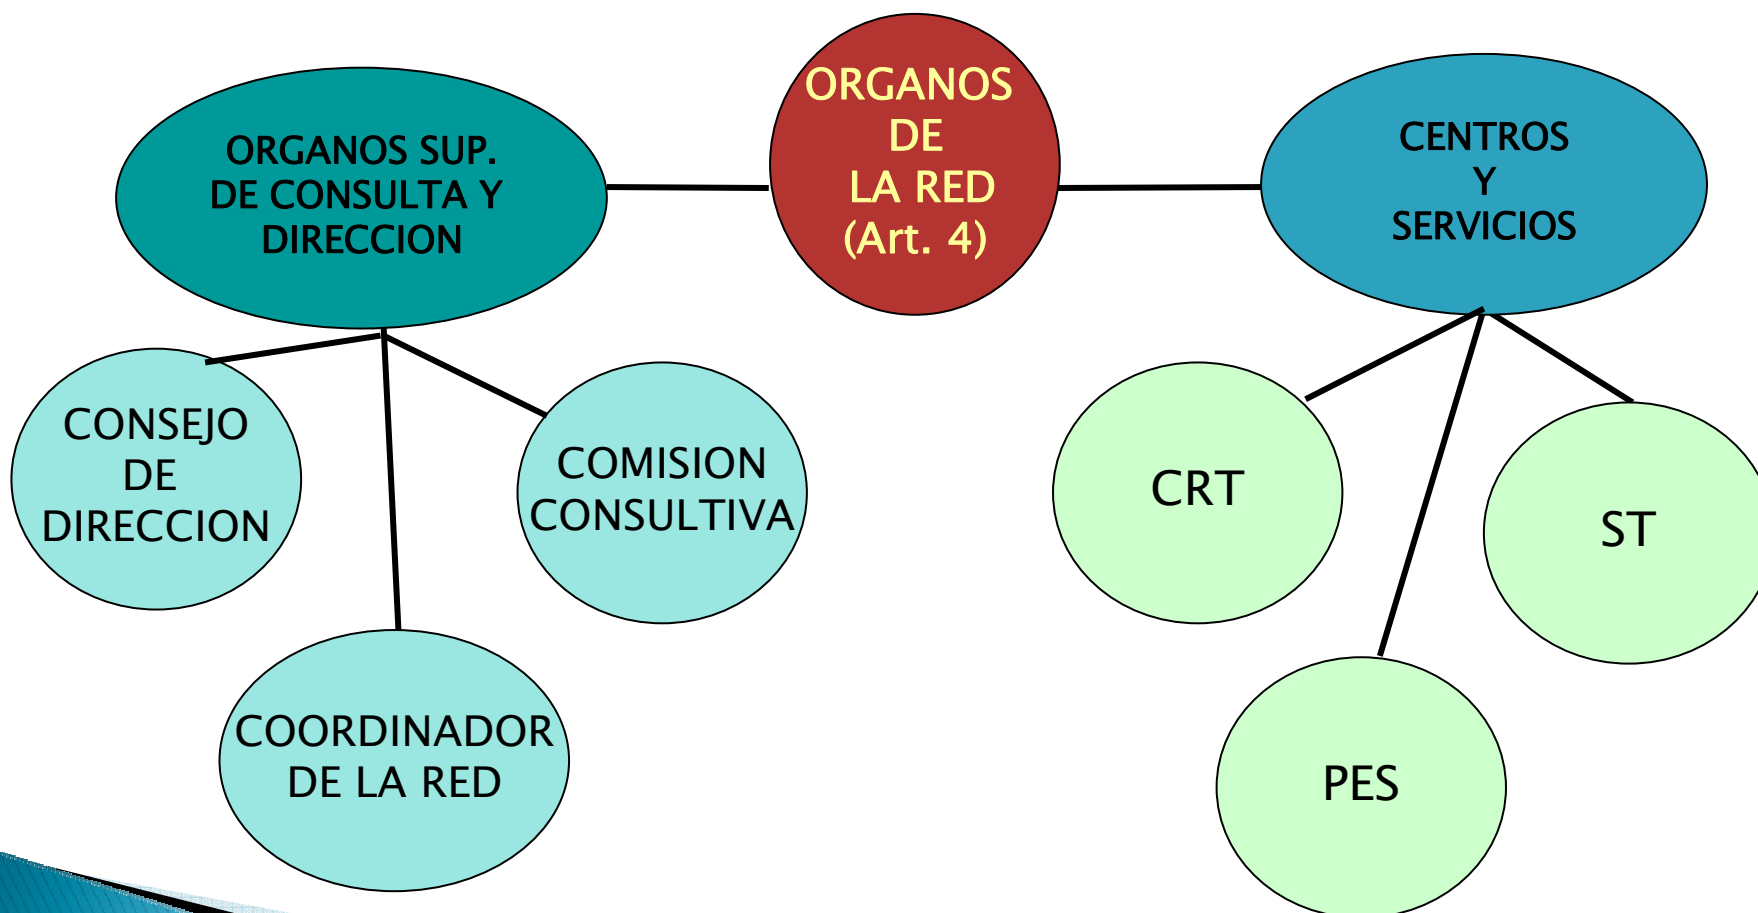 ORGANOS
DE
LA RED
(Art. 4)
ORGANOS SUP.
DE CONSULTA Y
DIRECCION
CENTROS
Y
SERVICIOS
CONSEJO
DE
DIRECCION
COMISION
CONSULTIVA
COORDINADOR
DE LA RED
CRT
ST
PES